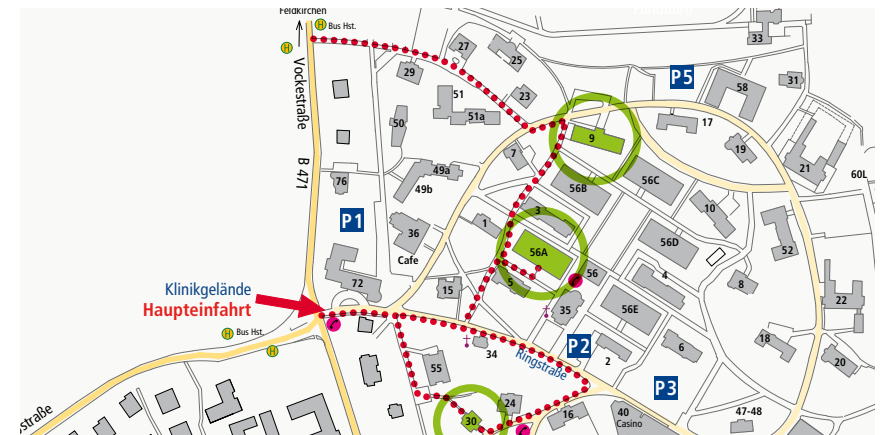 Feldkirchen
H Bus Hst.
H
Vockestraße
B 471
27
25
29
23
51
51a
50
33
P5
58
31
17
9
19
21
60L
7
49a
49b
76
56B
56C
10
P1
36
Cafe
1
3
56A
56D
52
72
15
5
56
4
8
22
Klinikgelände
Haupteinfahrt
35
56E
H Bus Hst.
H
34
Ringstraße
P2
2
6
18
20
55
P3
24
30
16
40
Casino
47-48
straße